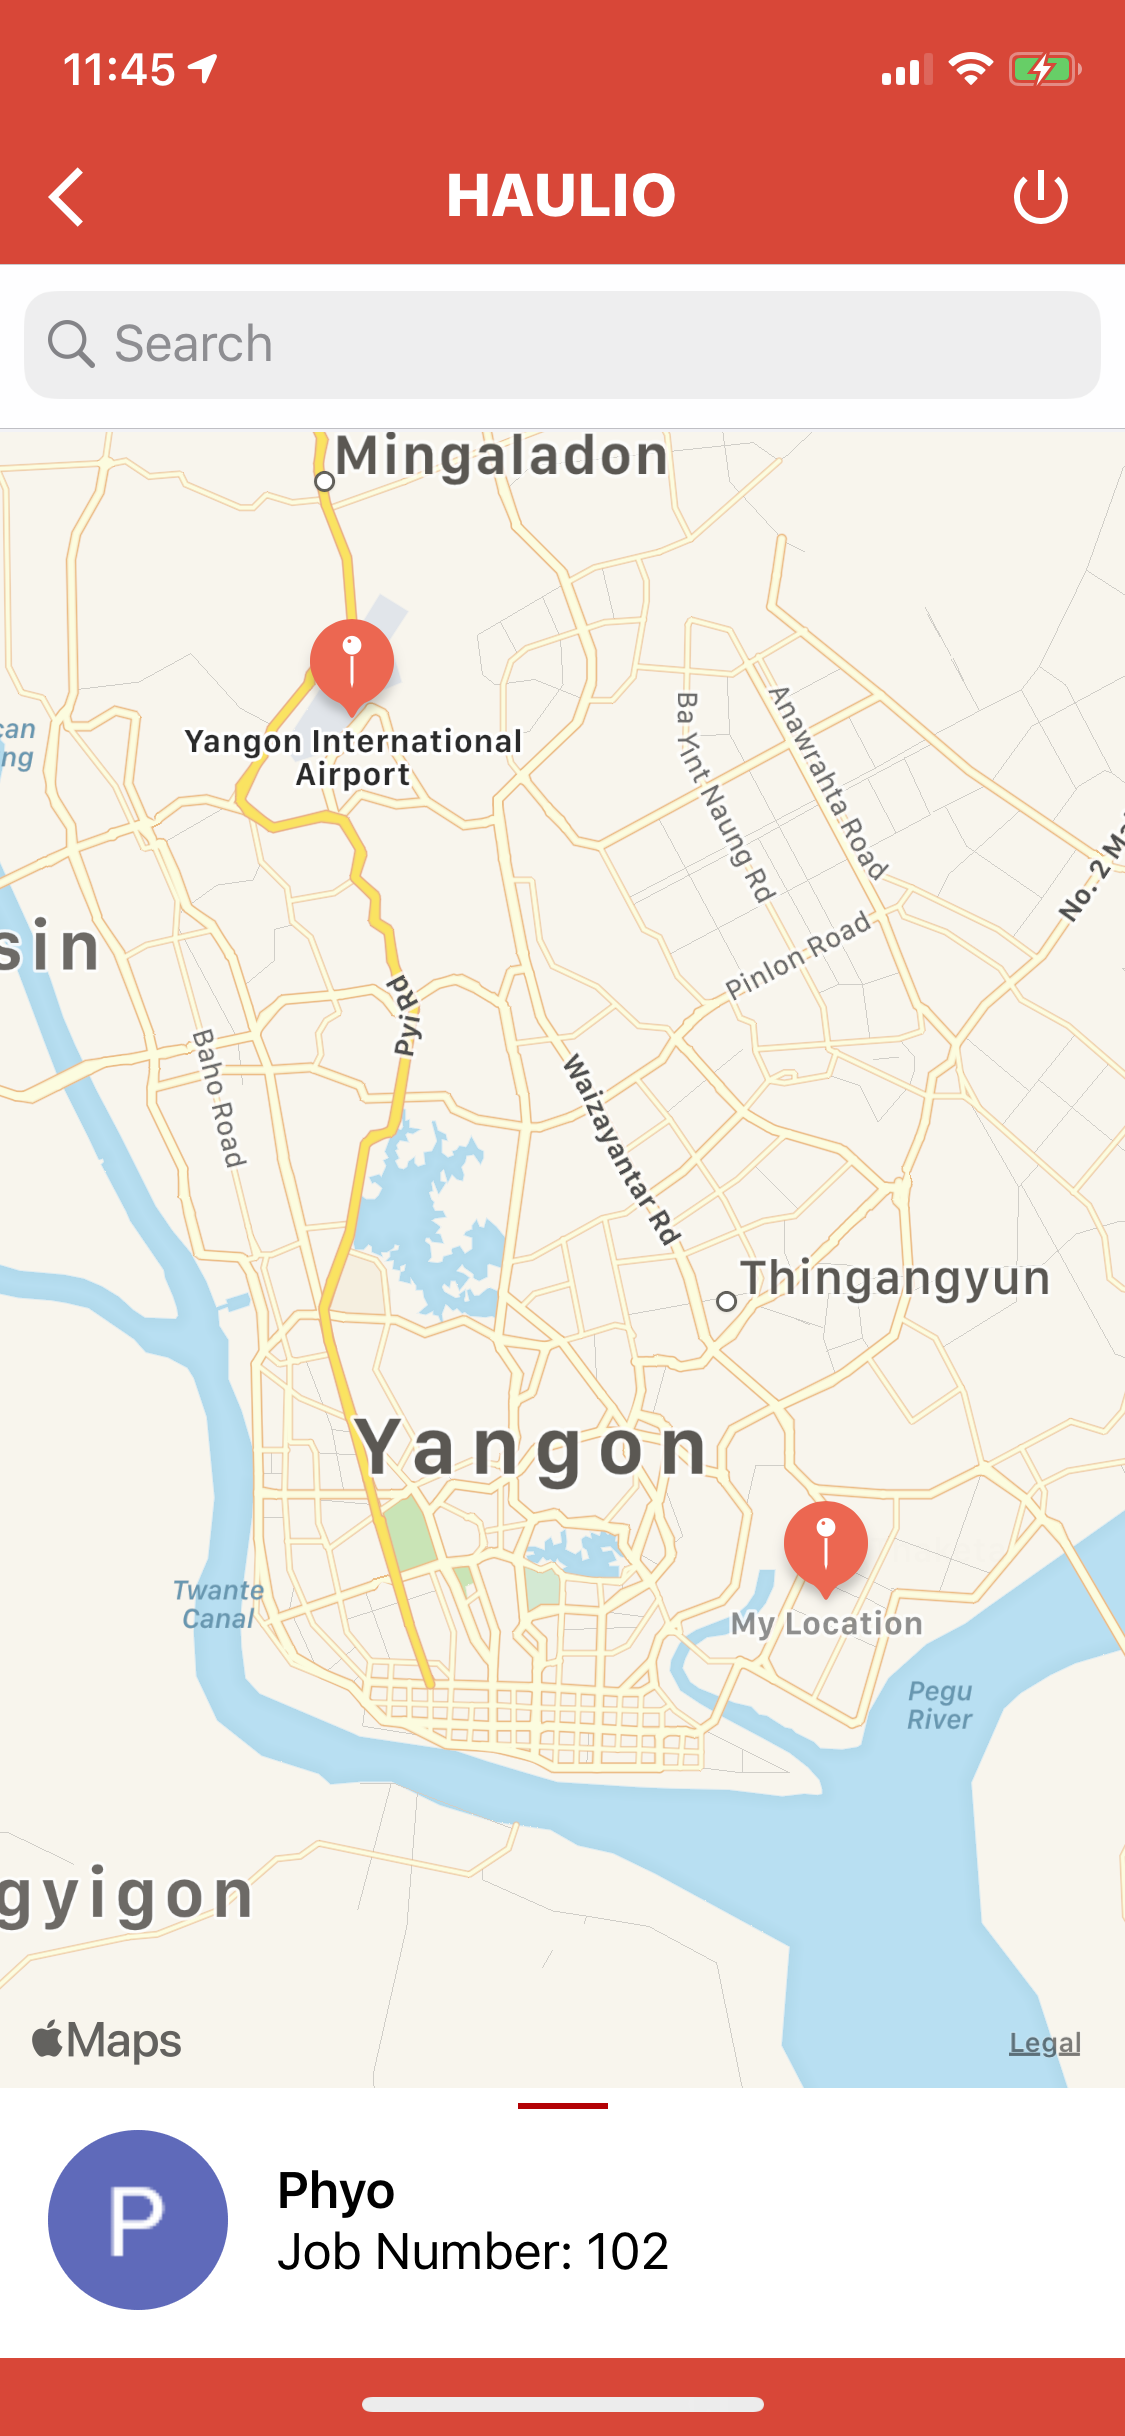 11:45
HAULIO
Search
Mingaladon
Yangon International
Airport
Ba Yint Naung Rd
Anawrahta Road
No. 2 M
Pinlon Road
sin
Pyi Rd
Baho Road
Waizayantar Rd
Thingangyun
Yangon
Twante
Canal
My Location
Pegu
River
gyigon
Maps
Legal
P
Phyo
Job Number: 102